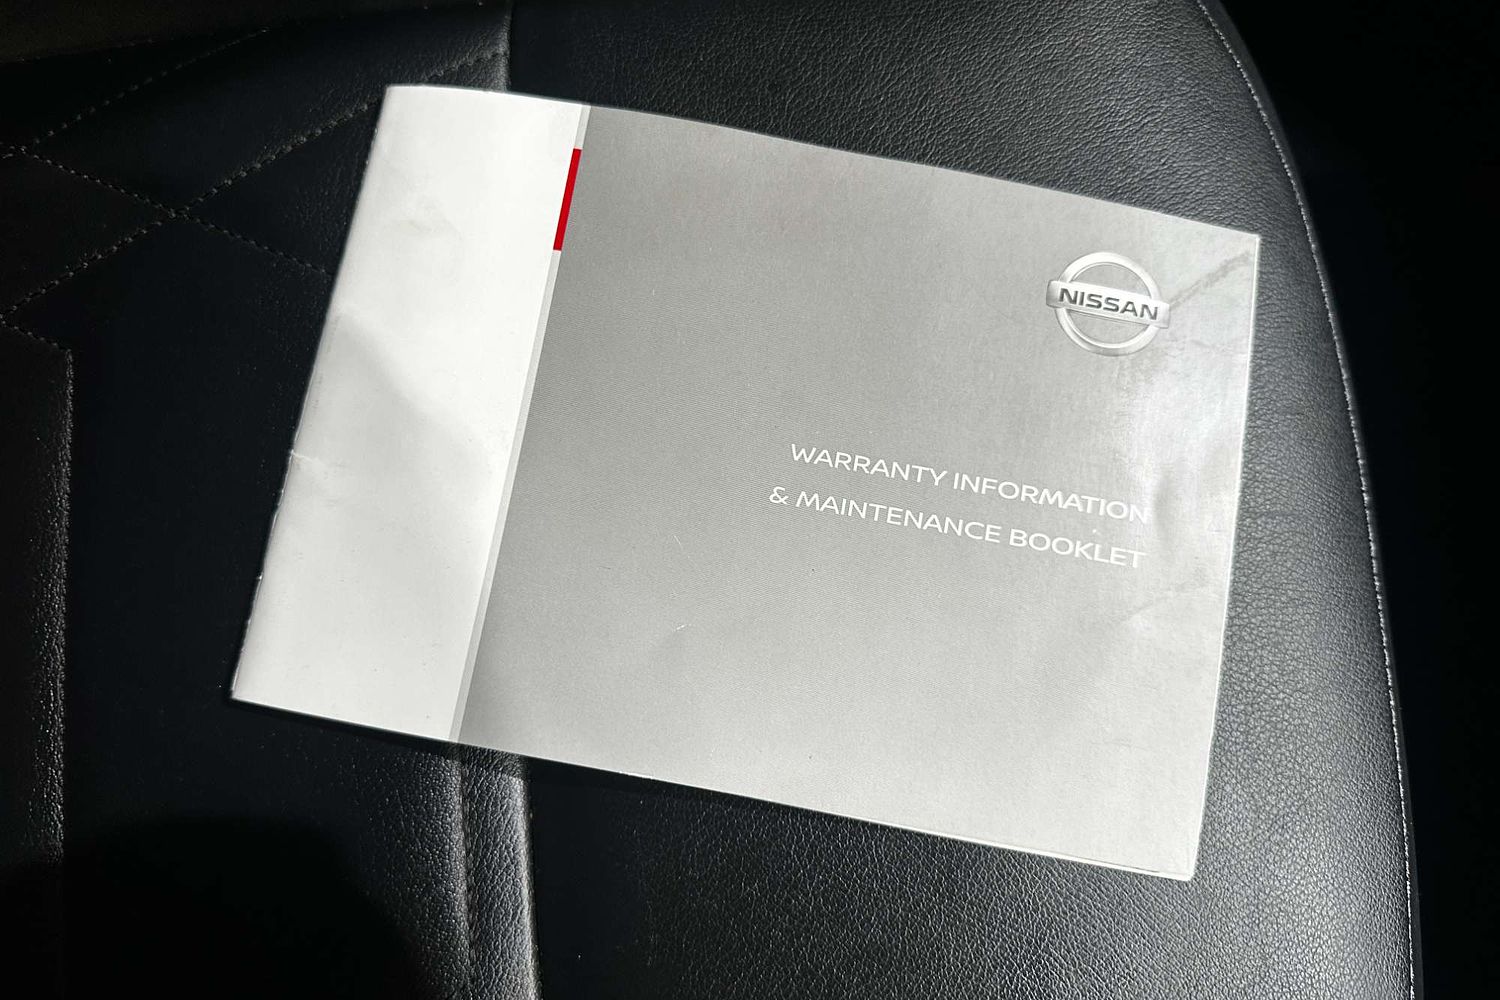 NISSAN
WARRANTY INFORMATION
& MAINTENANCE BOOKLET